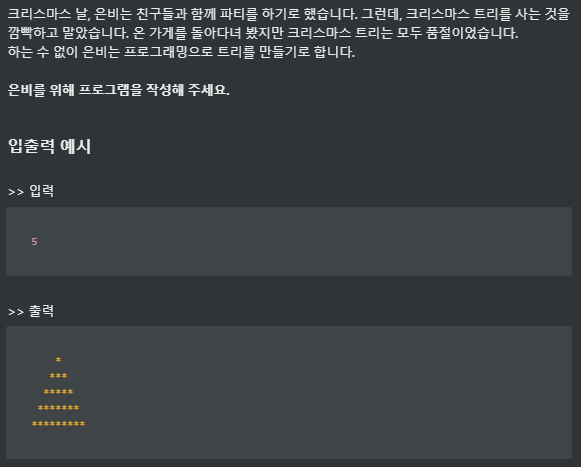 크리스마스 날, 은비는 친구들과 함께 파티를 하기로 했습니다. 그런데, 크리스마스 트리를 사는 것을
깜빡하고 말았습니다. 온 가게를 돌아다녀 봤지만 크리스마스 트리는 모두 품절이었습니다.
하는 수 없이 은비는 프로그래밍으로 트리를 만들기로 합니다.
은비를 위해 프로그램을 작성해 주세요.
입출력 예시
>> 입력
5
>> 출력
    *
   ***
  *****
 *******
*********